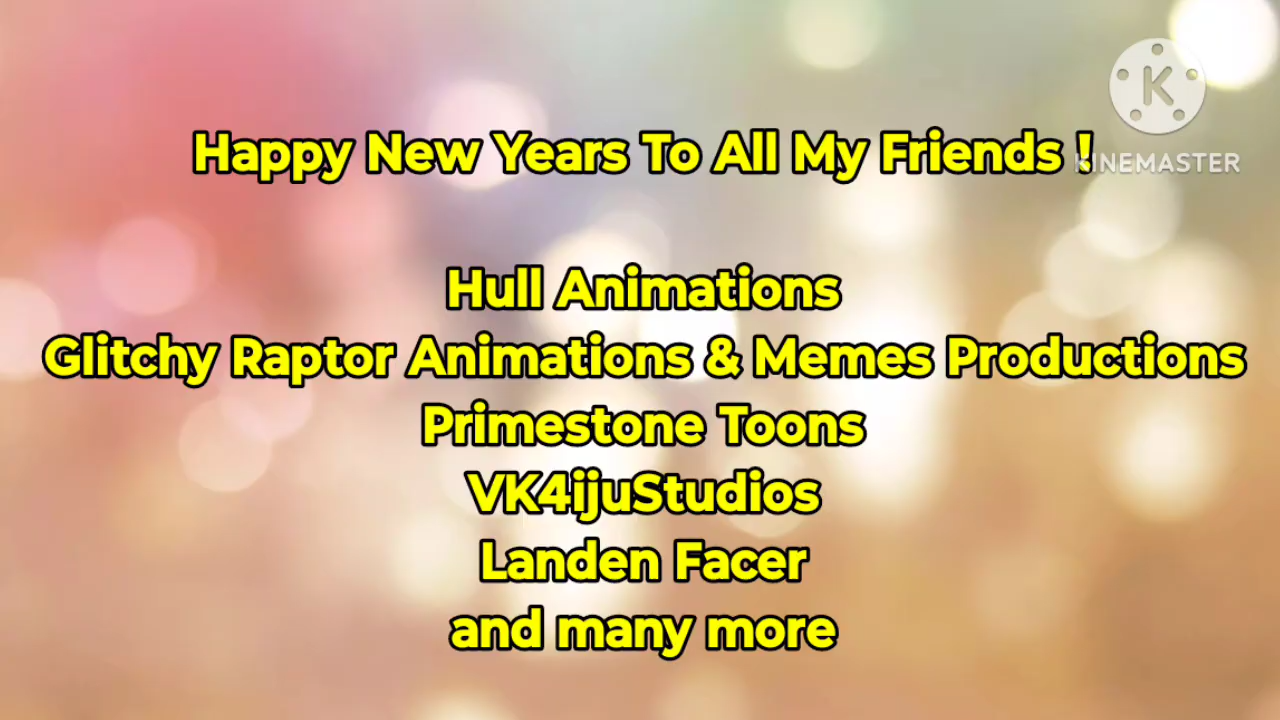 Happy New Years To All My Friends !
KINEMASTER
Hull Animations
Glitchy Raptor Animations & Memes Productions
Primestone Toons
VK4ijuStudios
Landen Facer
and many more